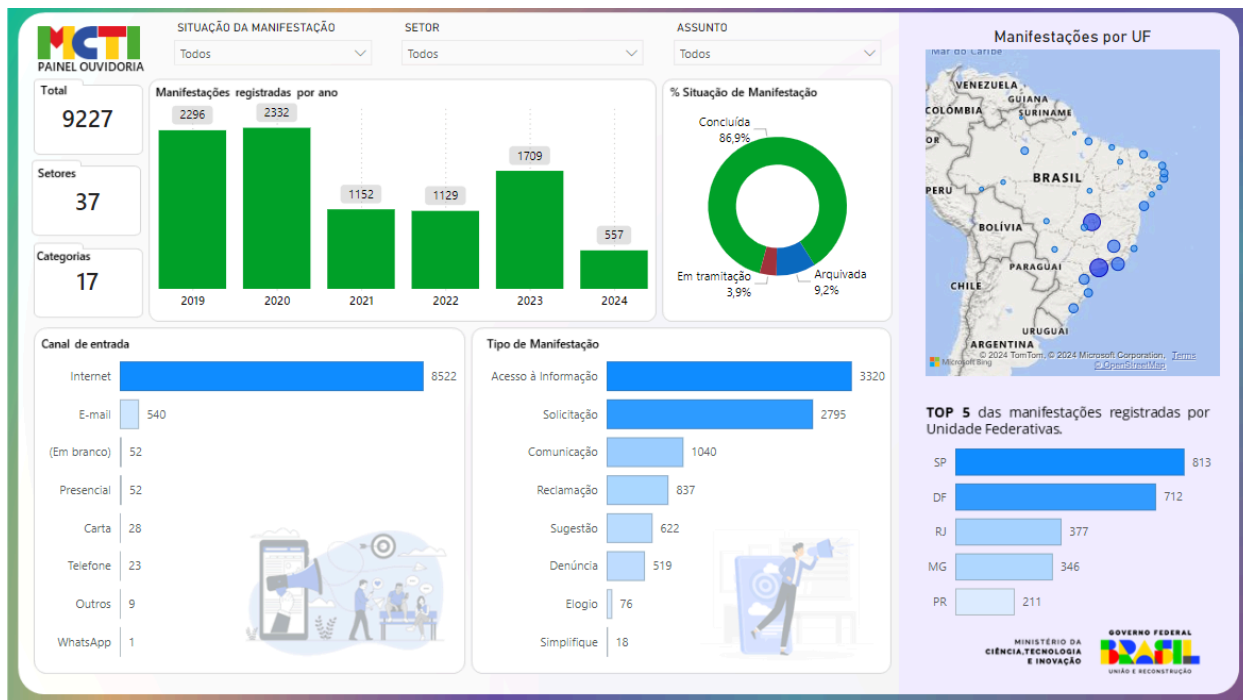 MCTI
PAINEL OUVIDORIA
SITUAÇÃO DA MANIFESTAÇÃO
Todos
SETOR
Todos
ASSUNTO
Todos
Total
9227
Setores
37
Categorias
17
Manifestações registradas por ano
2296
2332
1152
1129
1709
557
2019
2020
2021
2022
2023
2024
% Situação de Manifestação
Concluída
86,9%
Em tramitação
3,9%
Arquivada
9,2%
Canal de entrada
Internet 8522
E-mail 540
(Em branco) 52
Presencial 52
Carta 28
Telefone 23
Outros 9
WhatsApp 1
Tipo de Manifestação
Acesso à Informação 3320
Solicitação 2795
Comunicação 1040
Reclamação 837
Sugestão 622
Denúncia 519
Elogio 76
Simplifique 18
Manifestações por UF
Mar do Caribe
VENEZUELA
GUIANA
COLÔMBIA
SURINAME
OR
BRASIL
PERU
BOLÍVIA
PARAGUAI
CHILE
URUGUAI
ARGENTINA
© 2024 TomTom, © 2024 Microsoft Corporation, Terms
Microsoft Bing
© OpenStreetMap
TOP 5 das manifestações registradas por
Unidade Federativas.
SP 813
DF 712
RJ 377
MG 346
PR 211
MINISTÉRIO DA
CIÊNCIA,TECNOLOGIA
E INOVAÇÃO
GOVERNO FEDERAL
BRASIL
UNIÃO E RECONSTRUÇÃO